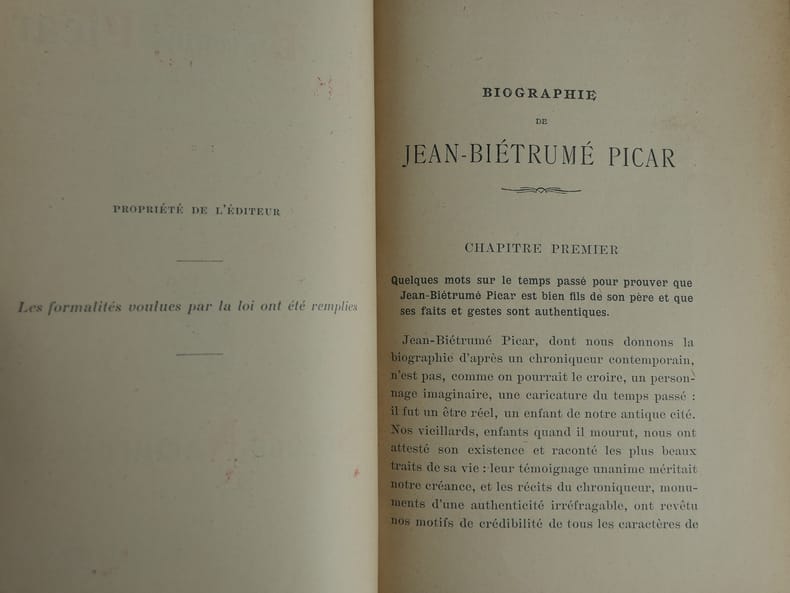 PROPRIÉTÉ DE L'ÉDITEUR
Les formalités voulues par la loi ont été remplies
BIOGRAPHIE
DE
JEAN-BIÉTRUMÉ PICAR
CHAPITRE PREMIER
Quelques mots sur le temps passé pour prouver que
Jean-Biétrumé Picar est bien fils de son père et que
ses faits et gestes sont authentiques.
Jean-Biétrumé Picar, dont nous donnons la
biographie d'après un chroniqueur contemporain,
n'est pas, comme on pourrait le croire, un person-
nage imaginaire, une caricature du temps passé :
il fut un être réel, un enfant de notre antique cité.
Nos vieillards, enfants quand il mourut, nous ont
attesté son existence et raconté les plus beaux
traits de sa vie : leur témoignage unanime méritait
notre créance, et les récits du chroniqueur, monu-
ments d'une authenticité irréfragable, ont revêtu
nos motifs de crédibilité de tous les caractères de